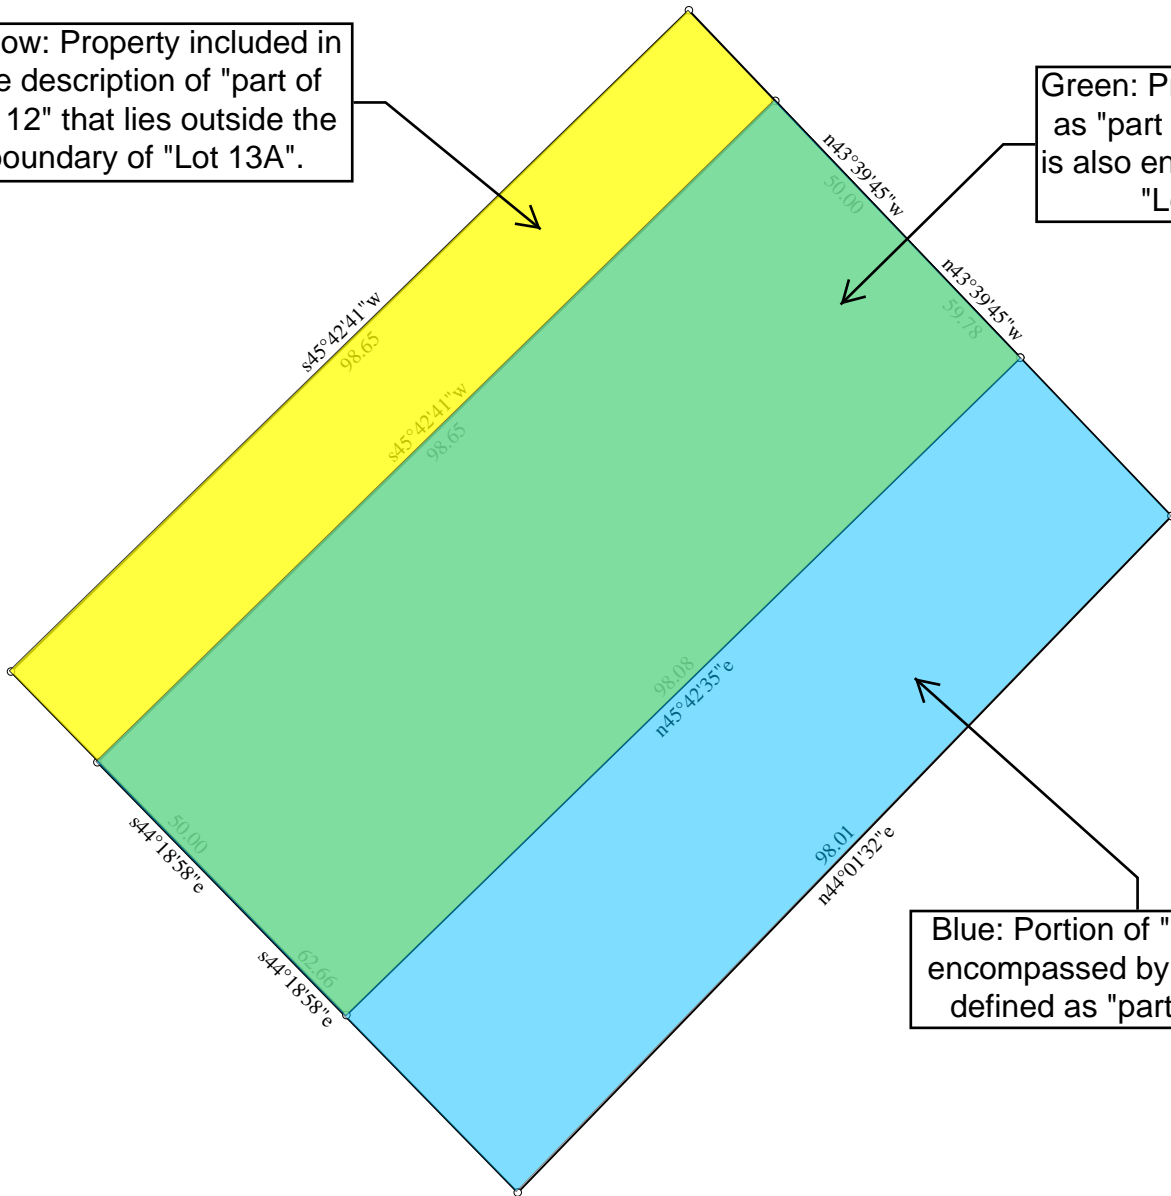 ow: Property included in
e description of "part of
12" that lies outside the
boundary of "Lot 13A".
Green: P
as "part
is also en
"L
n43°39'45"w
50.00
n43°39'45"w
59.78
s45°42'41"w
98.65
s45°42'41"w
98.65
98.08
n45°42'35"e
50.00
s44°18'58"e
98.01
n44°01'32"e
62.66
s44°18'58"e
Blue: Portion of "
encompassed by
defined as "part